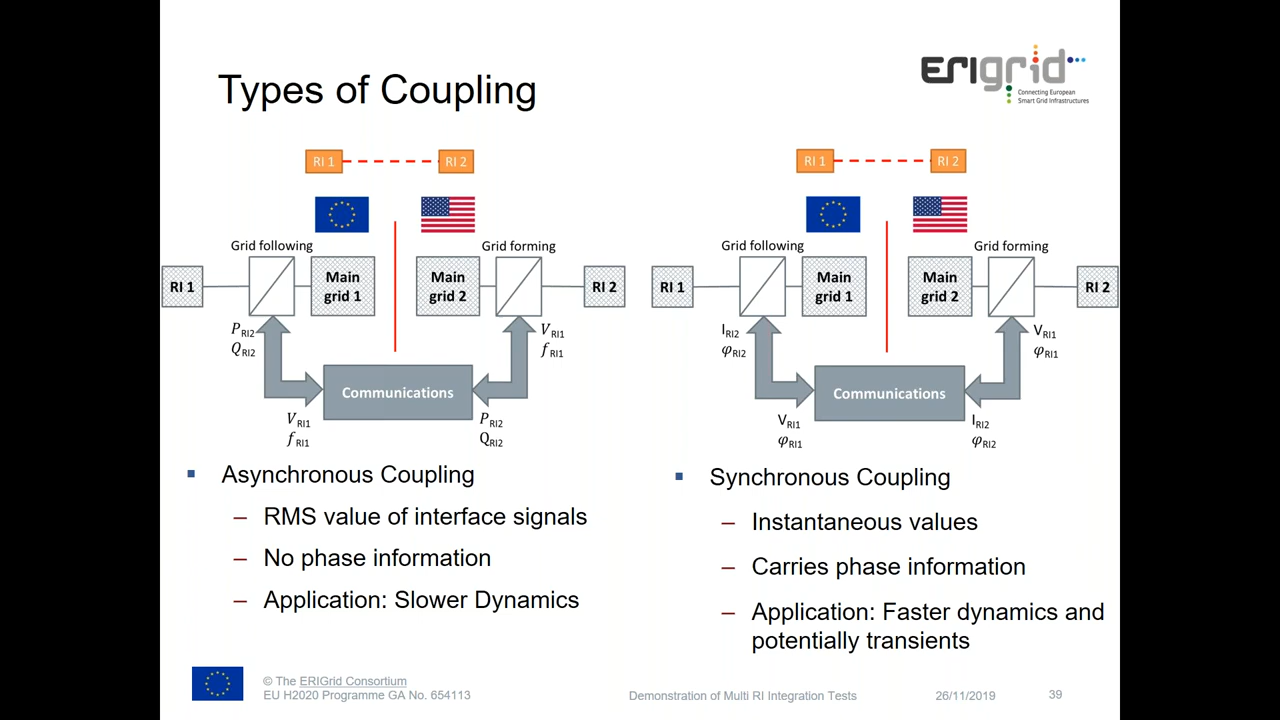 Types of Coupling
ERIgrid
Connecting European
Smart Grid Infrastructures
RI 1
RI 2
Grid following
Grid forming
RI 1
Main
grid 1
Main
grid 2
RI 2
P RI2
Q RI2
V RI1
f RI1
Communications
V RI1
f RI1
P RI2
Q RI2
Asynchronous Coupling
– RMS value of interface signals
– No phase information
– Application: Slower Dynamics
RI 1
RI 2
Grid following
Grid forming
RI 1
Main
grid 1
Main
grid 2
RI 2
I RI2
φ RI2
V RI1
φ RI1
Communications
V RI1
φ RI1
I RI2
φ RI2
Synchronous Coupling
– Instantaneous values
– Carries phase information
– Application: Faster dynamics and
potentially transients
© The ERIGrid Consortium
EU H2020 Programme GA No. 654113
Demonstration of Multi RI Integration Tests
26/11/2019
39